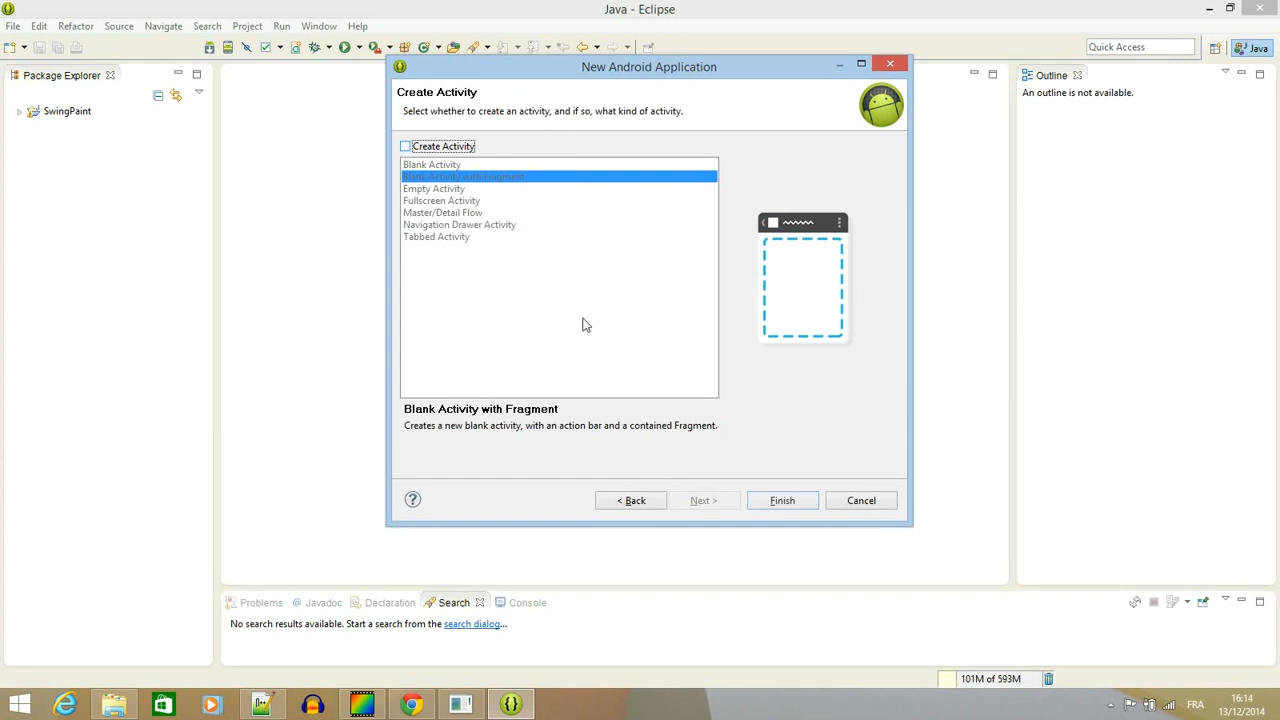 Java - Eclipse
File Edit Refactor Source Navigate Search Project Run Window Help
Quick Access
Java
Package Explorer
SwingPaint
New Android Application
Create Activity
Select whether to create an activity, and if so, what kind of activity.
Create Activity
Blank Activity
Blank Activity with Fragment
Empty Activity
Fullscreen Activity
Master/Detail Flow
Navigation Drawer Activity
Tabbed Activity
Blank Activity with Fragment
Creates a new blank activity, with an action bar and a contained Fragment.
< Back Next > Finish Cancel
Outline
An outline is not available.
Problems Javadoc Declaration Search Console
No search results available. Start a search from the search dialog...
101M of 593M
FRA
16:14
13/12/2014